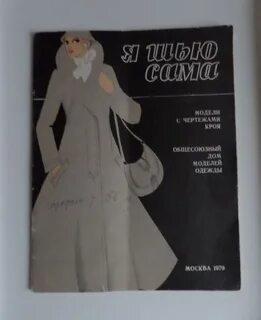 Я ШЬЮ
САМА
МОДЕЛИ
С ЧЕРТЕЖАМИ
КРОЯ
ОБЩЕСОЮЗНЫЙ
ДОМ
МОДЕЛЕЙ
ОДЕЖДЫ
МОСКВА 1979